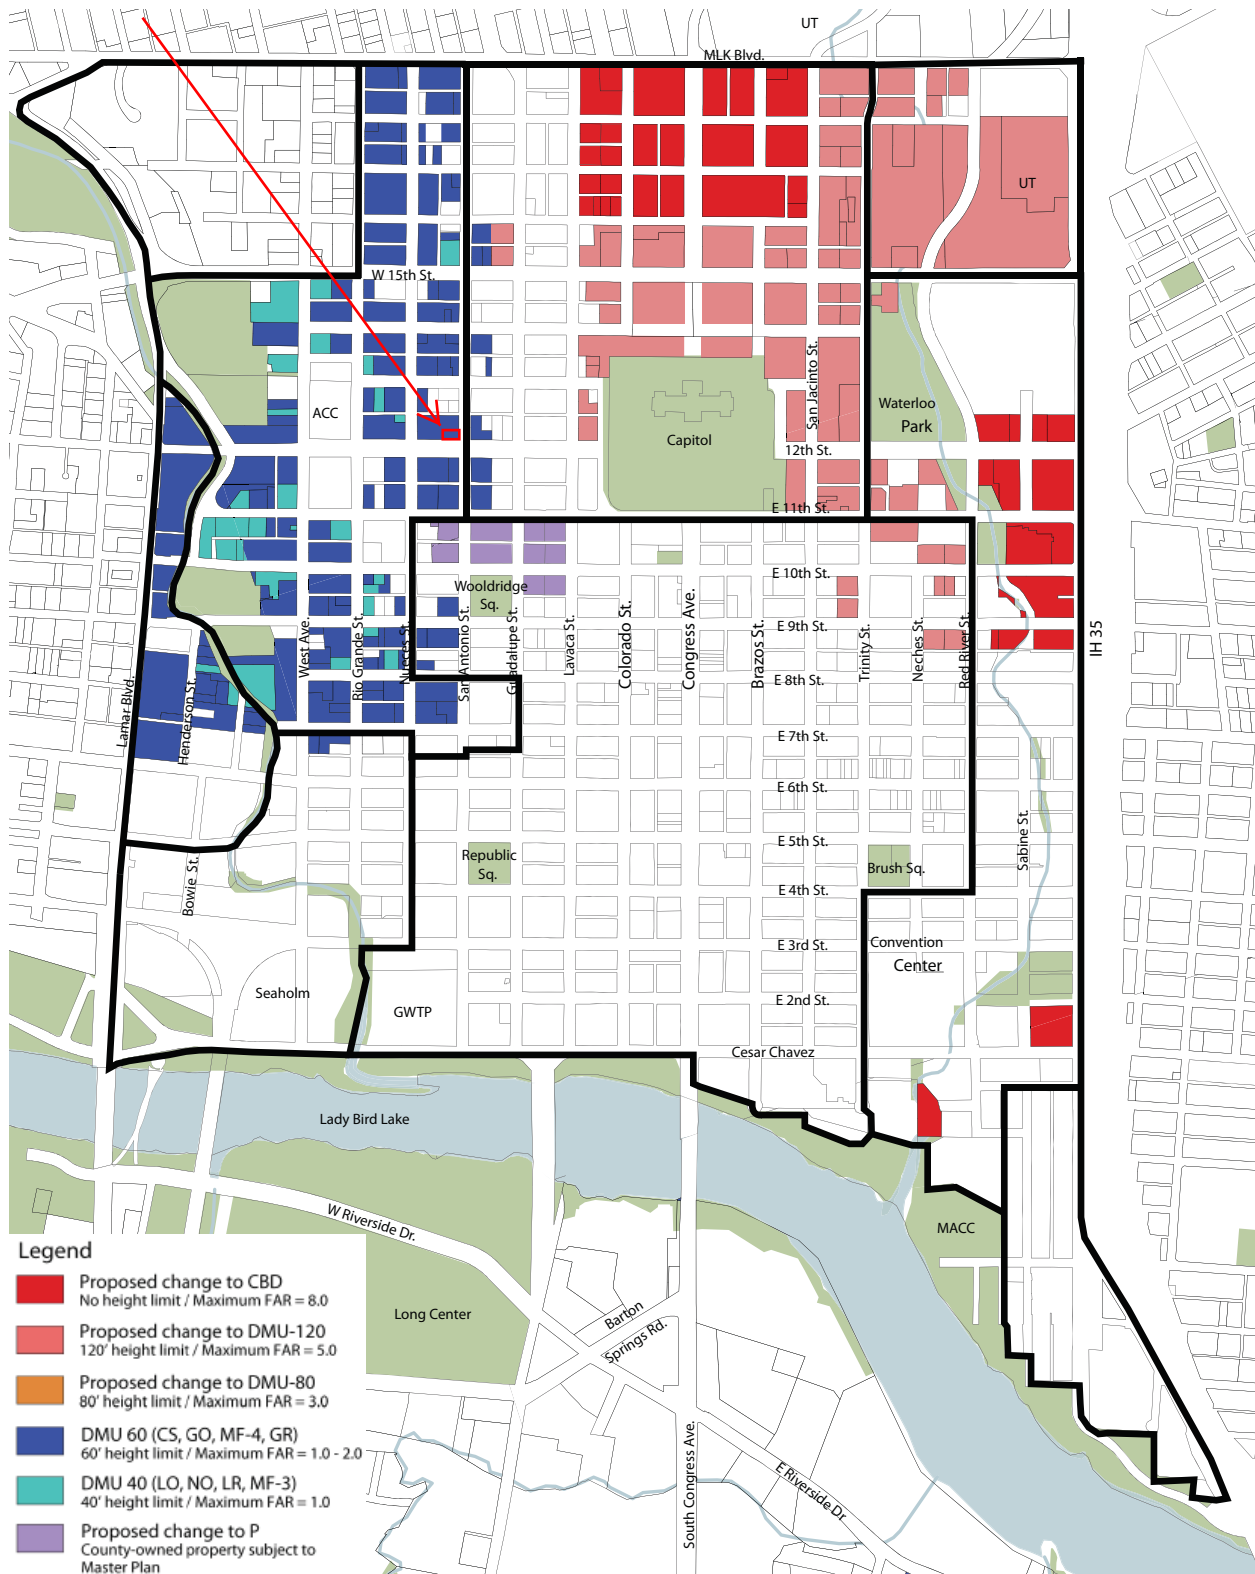 UT
MLK Blvd.
UT
W 15th St.
San Jacinto St.
Waterloo
Park
ACC
Capitol
12th St.
E 11th St.
E 10th St.
Wooldridge
Sq.
E 9th St.
West Ave.
Rio Grande St.
Nueces St.
San Antonio St.
Guadalupe St.
Lavaca St.
Colorado St.
Congress Ave.
Brazos St.
Trinity St.
Neches St.
Red River St.
IH 35
E 8th St.
Lamar Blvd.
Henderson St.
E 7th St.
E 6th St.
E 5th St.
Sabine St.
Republic
Sq.
Brush Sq.
Bowie St.
E 4th St.
E 3rd St.
Convention
Center
Seaholm
GWTP
E 2nd St.
Cesar Chavez
Lady Bird Lake
W Riverside Dr.
MACC
Long Center
Barton
Springs Rd.
South Congress Ave.
E Riverside Dr.
Legend
Proposed change to CBD
No height limit / Maximum FAR = 8.0
Proposed change to DMU-120
120' height limit / Maximum FAR = 5.0
Proposed change to DMU-80
80' height limit / Maximum FAR = 3.0
DMU 60 (CS, GO, MF-4, GR)
60' height limit / Maximum FAR = 1.0 - 2.0
DMU 40 (LO, NO, LR, MF-3)
40' height limit / Maximum FAR = 1.0
Proposed change to P
County-owned property subject to
Master Plan